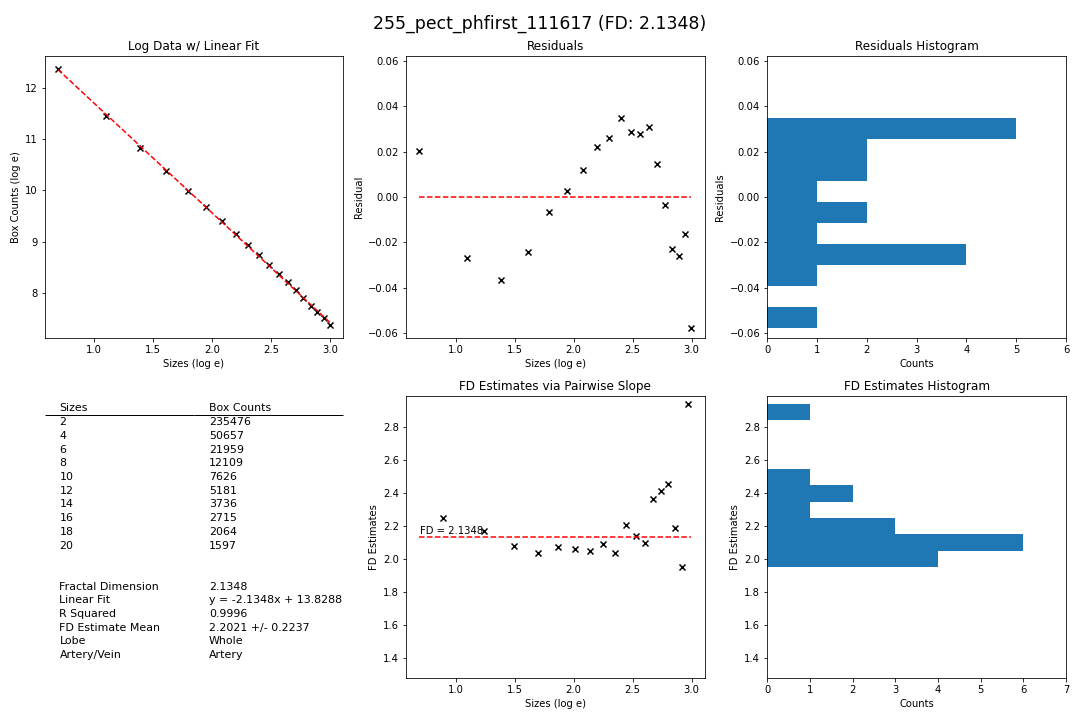 255_pect_phfirst_111617 (FD: 2.1348)
Log Data w/ Linear Fit
Box Counts (log e)
12
11
10
9
8
1.0 1.5 2.0 2.5 3.0
Sizes (log e)
Residuals
Residual
0.06
0.04
0.02
0.00
−0.02
−0.04
−0.06
1.0 1.5 2.0 2.5 3.0
Sizes (log e)
Residuals Histogram
Residuals
0.06
0.04
0.02
0.00
−0.02
−0.04
−0.06
0 1 2 3 4 5 6
Counts
Sizes Box Counts
2 235476
4 50657
6 21959
8 12109
10 7626
12 5181
14 3736
16 2715
18 2064
20 1597
Fractal Dimension 2.1348
Linear Fit y = -2.1348x + 13.8288
R Squared 0.9996
FD Estimate Mean 2.2021 +/- 0.2237
Lobe Whole
Artery/Vein Artery
FD Estimates via Pairwise Slope
FD Estimates
2.8
2.6
2.4
2.2
2.0
1.8
1.6
1.4
FD = 2.1348
1.0 1.5 2.0 2.5 3.0
Sizes (log e)
FD Estimates Histogram
FD Estimates
2.8
2.6
2.4
2.2
2.0
1.8
1.6
1.4
0 1 2 3 4 5 6 7
Counts